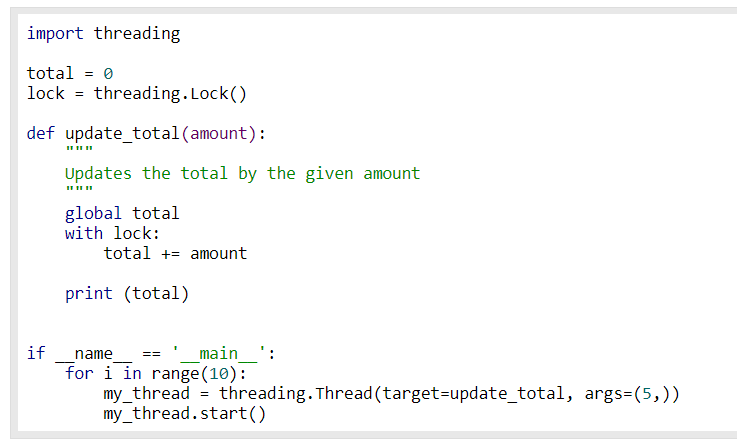 import threading

total = 0
lock = threading.Lock()

def update_total(amount):
    """
    Updates the total by the given amount
    """
    global total
    with lock:
        total += amount

    print (total)


if __name__ == '__main__':
    for i in range(10):
        my_thread = threading.Thread(target=update_total, args=(5,))
        my_thread.start()